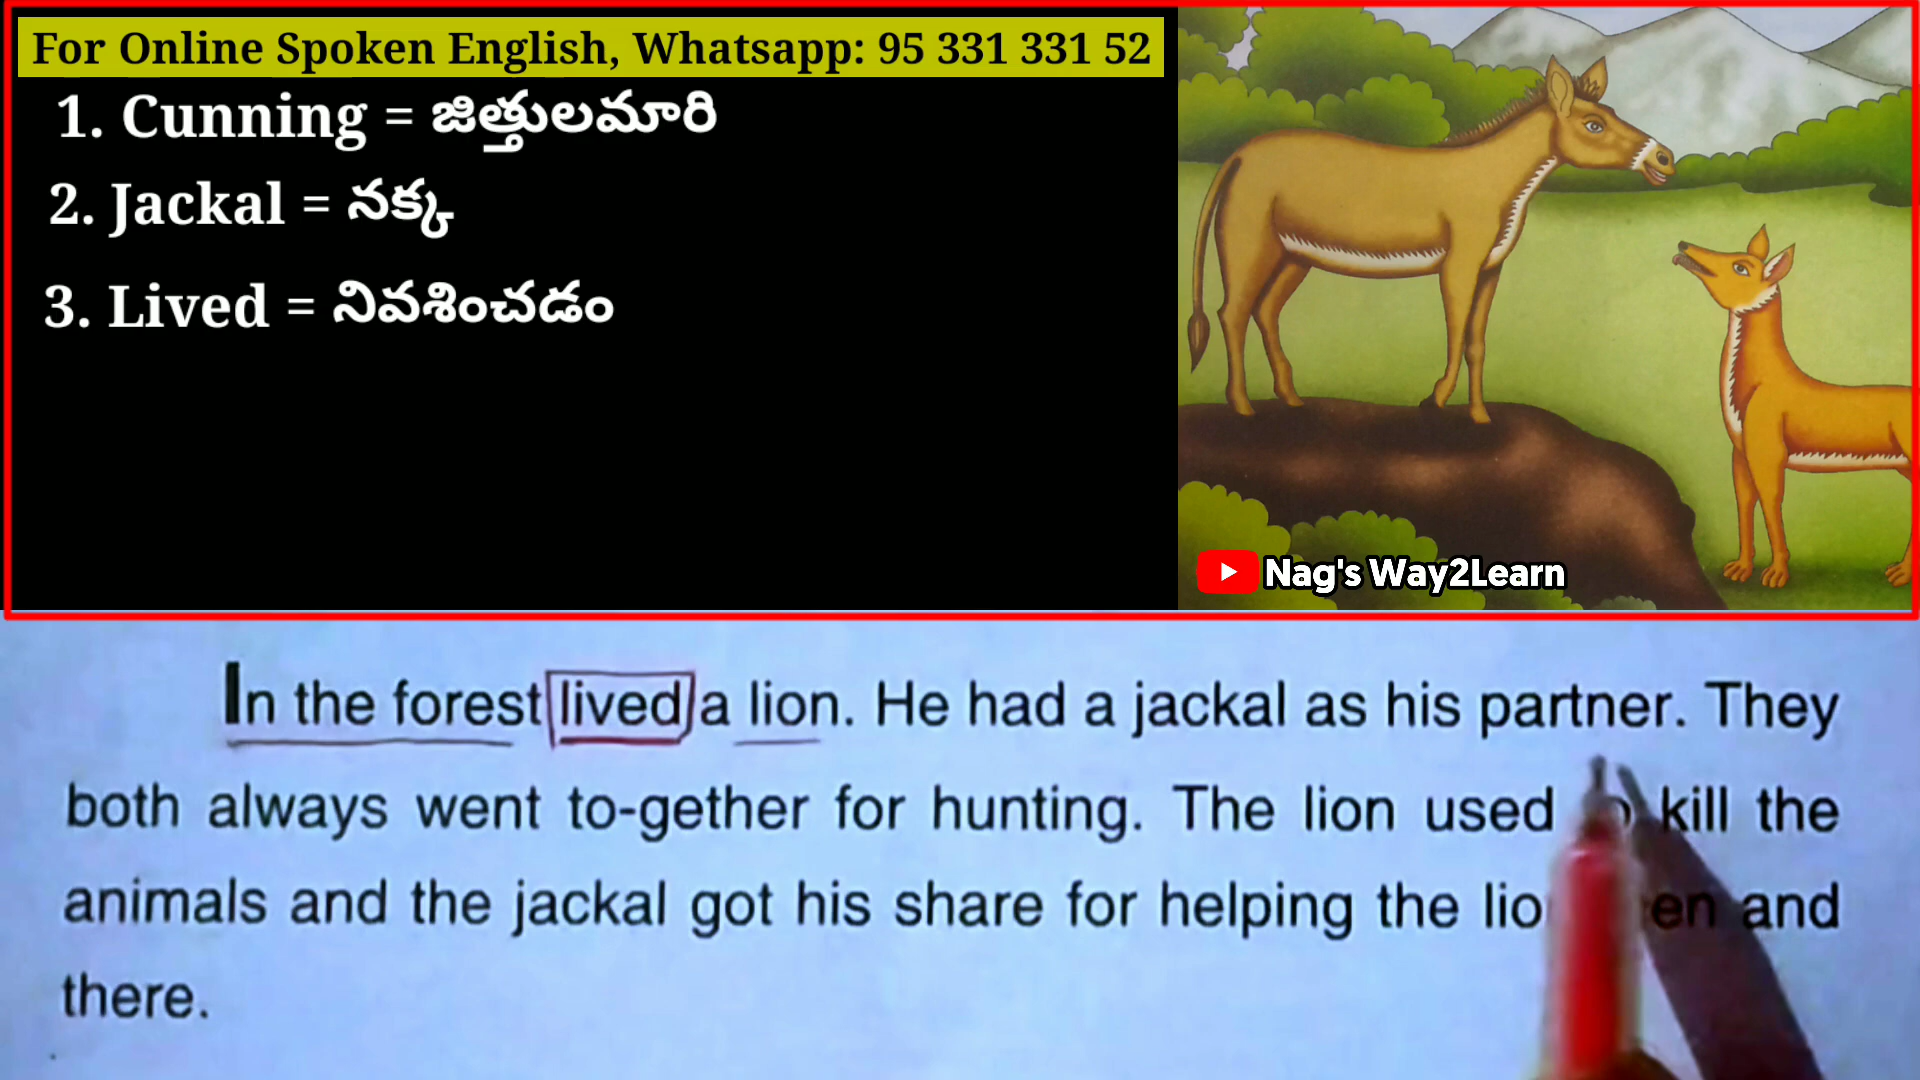 For Online Spoken English, Whatsapp: 95 331 331 52
1. Cunning = జిత్తులమారి
2. Jackal = నక్క
3. Lived = నివశించడం
Nag's Way2Learn
In the forest lived a lion. He had a jackal as his partner. They
both always went to-gether for hunting. The lion used kill the
animals and the jackal got his share for helping the and
there.